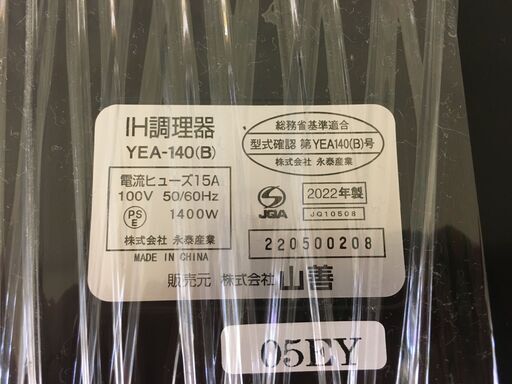 IH調理器
YEA-140(B)
電流ヒューズ15A
100V 50/60Hz
PS
E
1400W
株式会社 永泰産業
MADE IN CHINA
総務省基準適合
型式確認 第YEA140(B)号
株式会社 永泰産業
JQA
2022年製
JQ10508
220500208
販売元 株式会社 山善
05EY